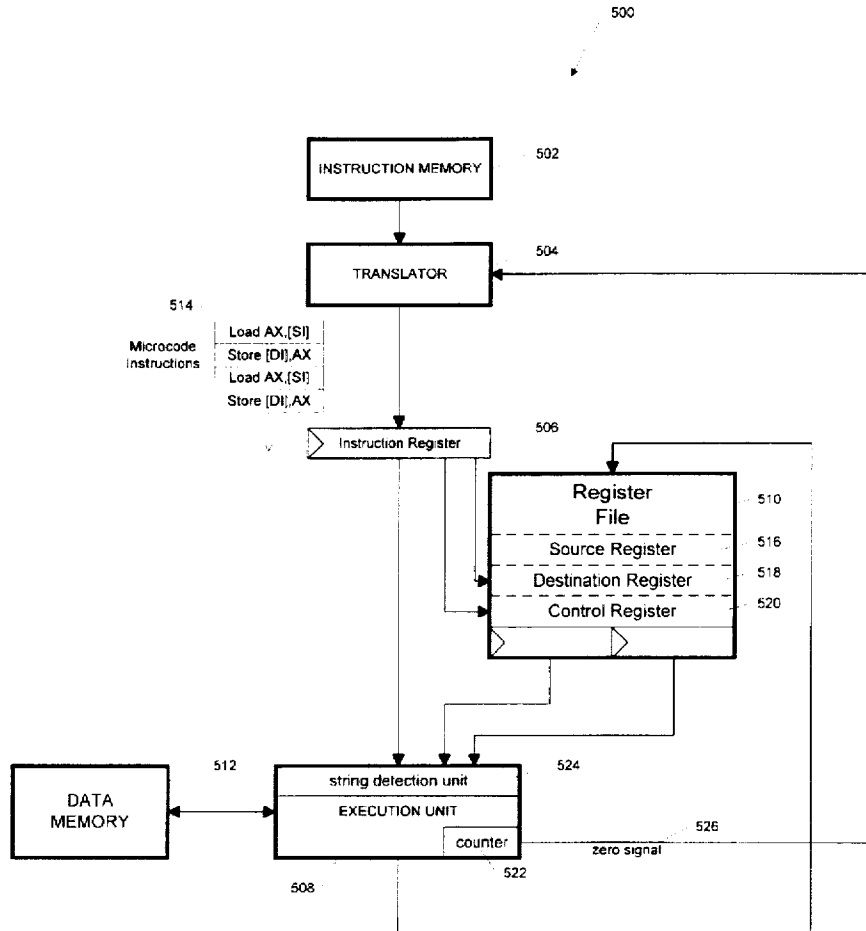 500
INSTRUCTION MEMORY
502
TRANSLATOR
504
514
Microcode
Instructions
Load AX,[SI]
Store [DI],AX
Load AX,[SI]
Store [DI],AX
Instruction Register
506
Register
File
510
Source Register
516
Destination Register
518
Control Register
520
DATA
MEMORY
512
string detection unit
524
EXECUTION UNIT
counter
522
508
zero signal
526